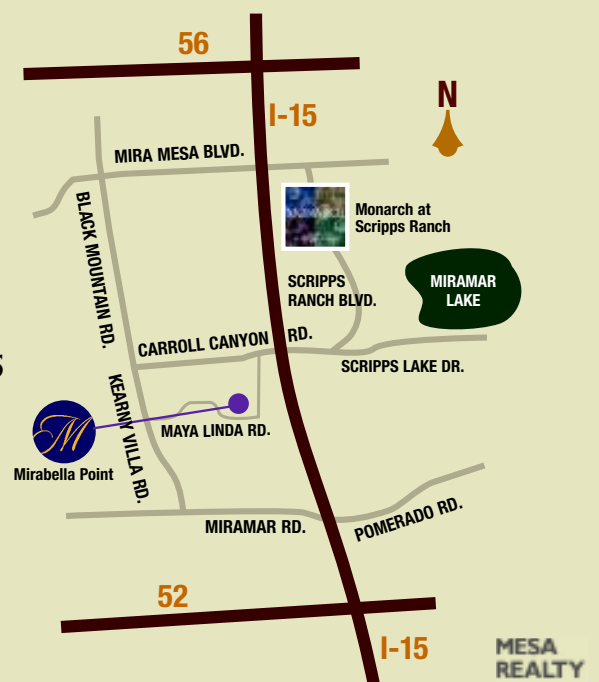 56
N
I-15
MIRA MESA BLVD.
BLACK MOUNTAIN RD.
MONARCH
Monarch at
Scripps Ranch
MIRAMAR
LAKE
SCRIPPS
RANCH BLVD.
CARROLL CANYON RD.
SCRIPPS LAKE DR.
KEARNY VILLA RD.
M
MAYA LINDA RD.
Mirabella Point
MIRAMAR RD.
POMERADO RD.
52
I-15
MESA
REALTY